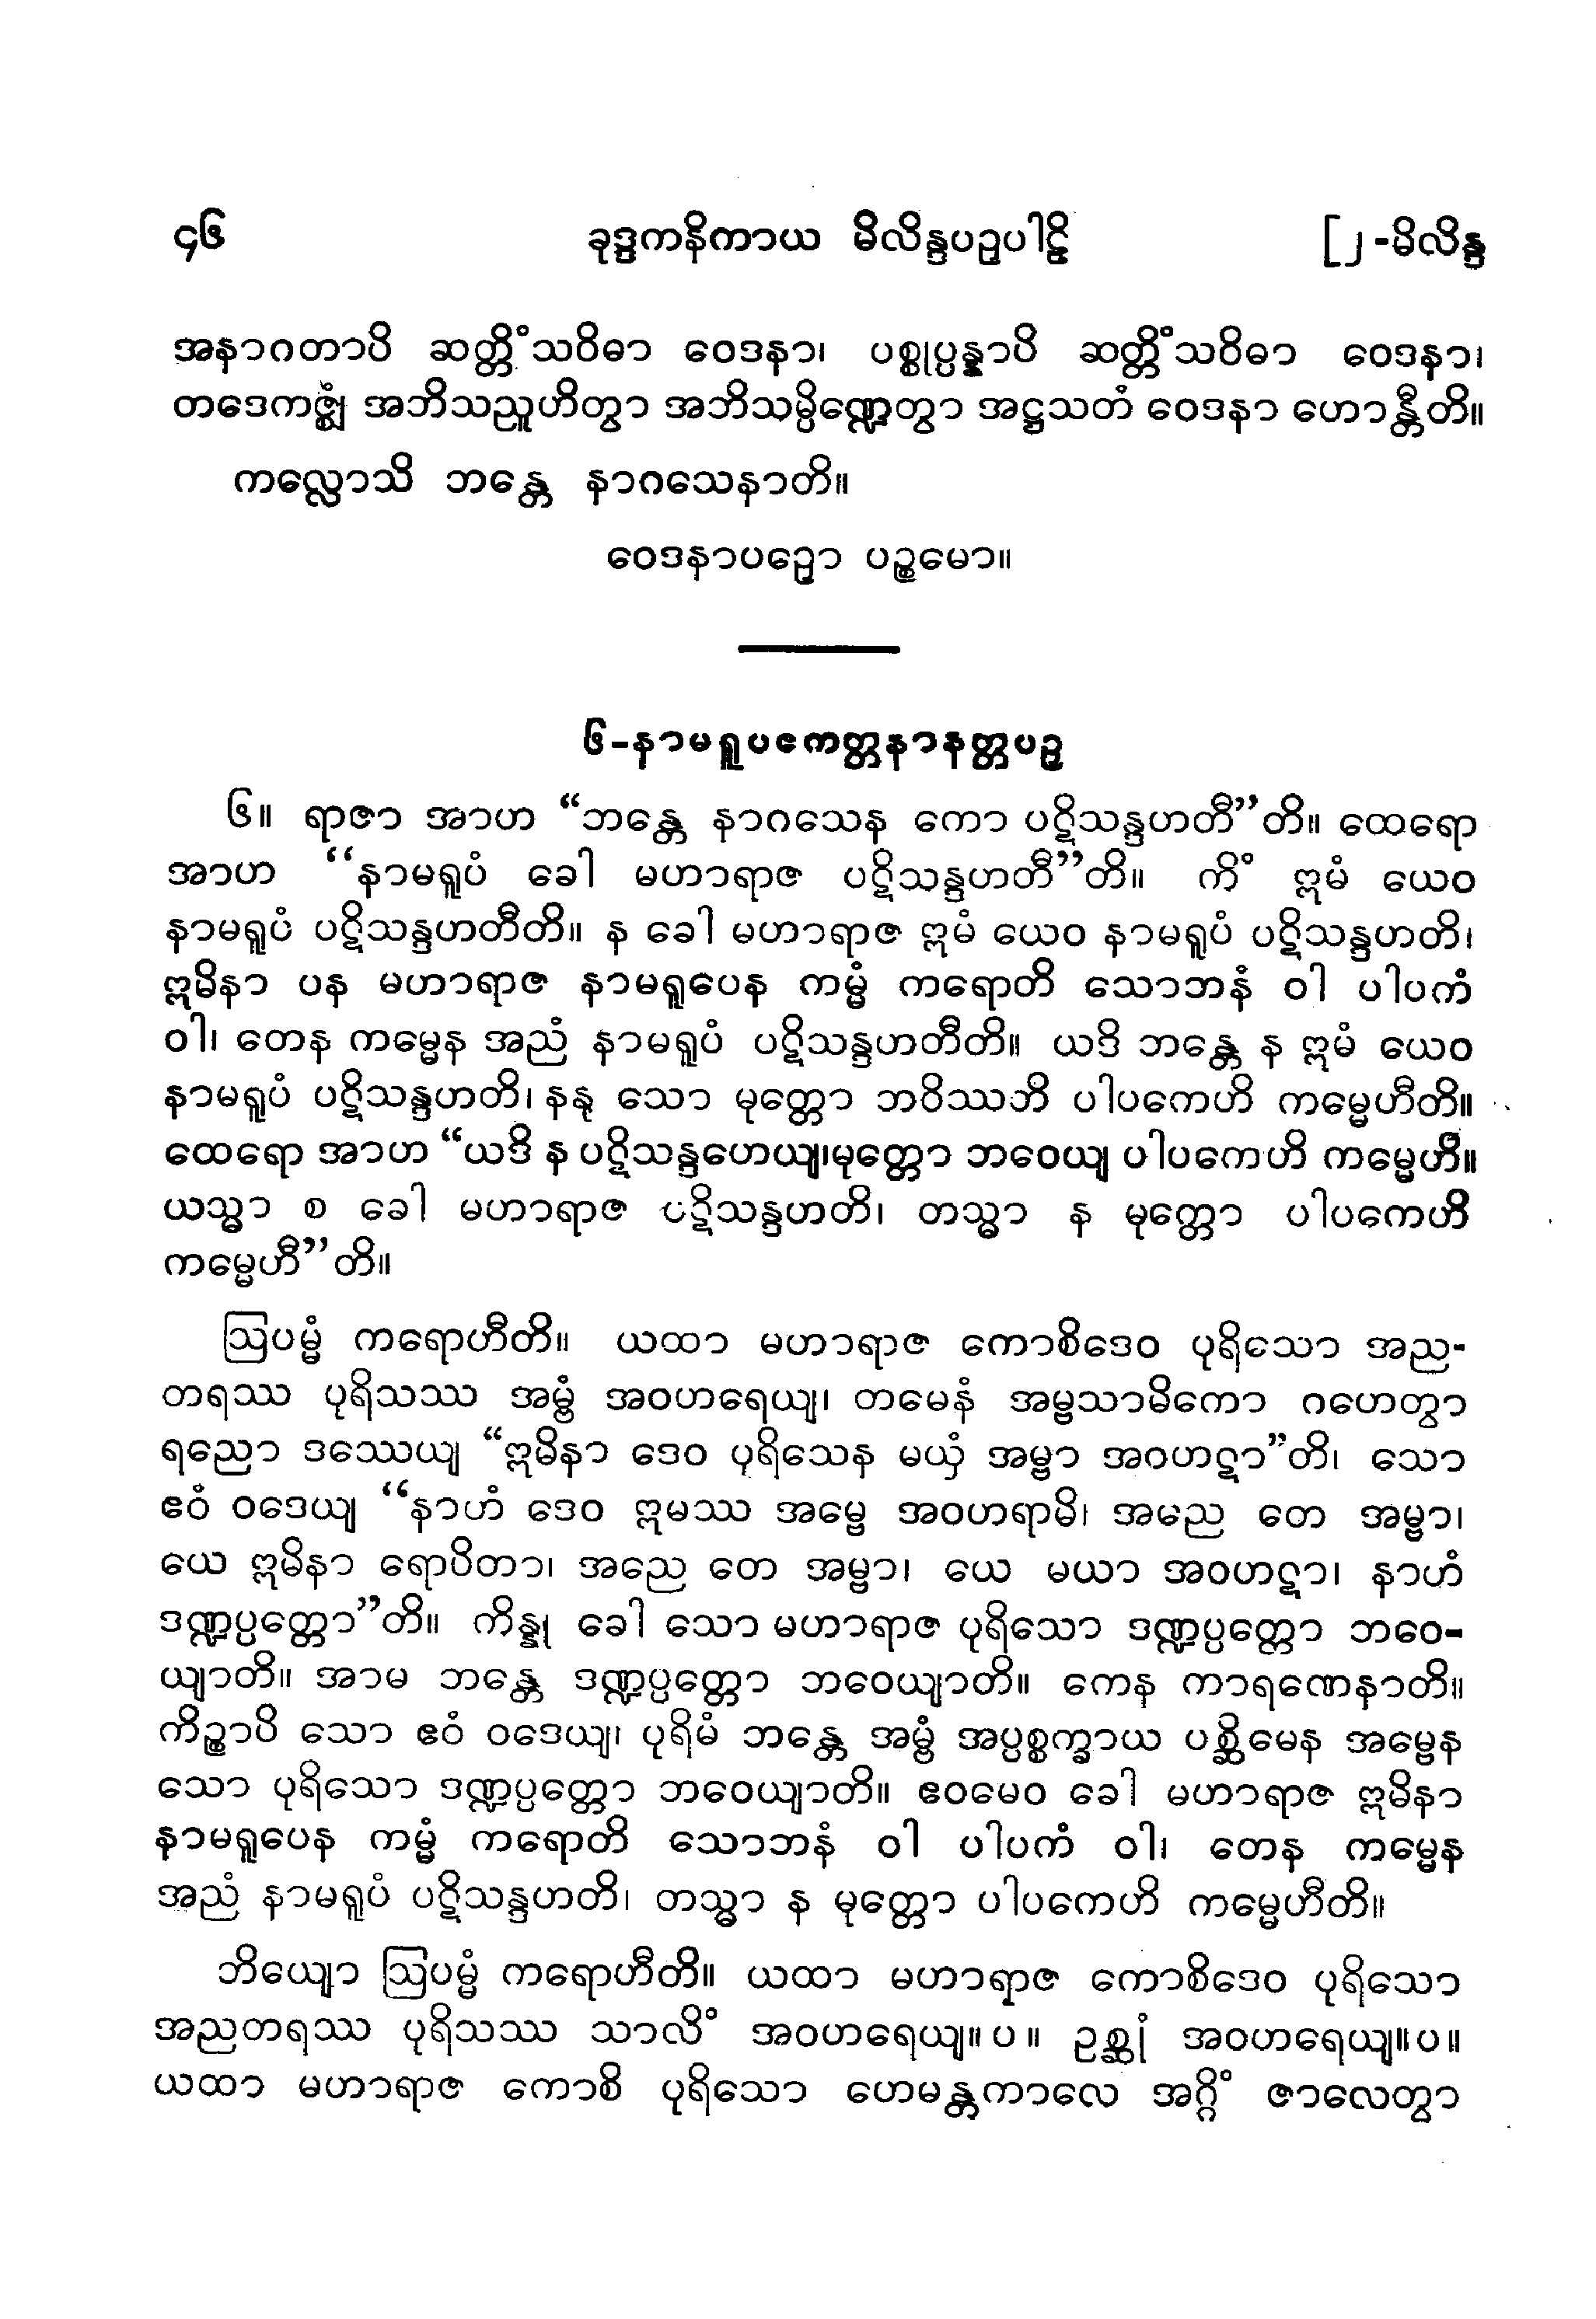 ၄၆ ခုဒ္ဒကနိကာယ မိလိန္ဒပဉှပါဠိ [၂-မိလိန္ဒ
အနာဂတာပိ ဆတ္တိံသဝိဓာ ဝေဒနာ၊ ပစ္စုပ္ပန္နာပိ ဆတ္တိံသဝိဓာ ဝေဒနာ၊
တဒေကဇ္ဈံ အဘိသညူဟိတွာ အဘိသမ္ပိဏ္ဍေတွာ အဋ္ဌသတံ ဝေဒနာ ဟောန္တီတိ။
ကလ္လောသိ ဘန္တေ နာဂသေနာတိ။
ဝေဒနာပဉှော ပဉ္စမော။
၆-နာမရူပဧကတ္တနာနတ္တပဉှ
၆။ ရာဇာ အာဟ “ဘန္တေ နာဂသေန ကော ပဋိသန္ဒဟတီ”တိ။ ထေရော
အာဟ “နာမရူပံ ခေါ မဟာရာဇ ပဋိသန္ဒဟတီ”တိ။ ကိံ ဣမံ ယေဝ
နာမရူပံ ပဋိသန္ဒဟတီတိ။ န ခေါ မဟာရာဇ ဣမံ ယေဝ နာမရူပံ ပဋိသန္ဒဟတိ၊
ဣမိနာ ပန မဟာရာဇ နာမရူပေန ကမ္မံ ကရောတိ သောဘနံ ဝါ ပါပကံ
ဝါ၊ တေန ကမ္မေန အညံ နာမရူပံ ပဋိသန္ဒဟတီတိ။ ယဒိ ဘန္တေ န ဣမံ ယေဝ
နာမရူပံ ပဋိသန္ဒဟတိ၊ နနု သော မုတ္တော ဘဝိဿတိ ပါပကေဟိ ကမ္မေဟီတိ။
ထေရော အာဟ “ယဒိ န ပဋိသန္ဒဟေယျ၊မုတ္တော ဘဝေယျ ပါပကေဟိ ကမ္မေဟိ။
ယသ္မာ စ ခေါ မဟာရာဇ ပဋိသန္ဒဟတိ၊ တသ္မာ န မုတ္တော ပါပကေဟိ
ကမ္မေဟီ”တိ။
ဩပမ္မံ ကရောဟီတိ။ ယထာ မဟာရာဇ ကောစိဒေဝ ပုရိသော အည-
တရဿ ပုရိသဿ အမ္ဗံ အဝဟရေယျ၊ တမေနံ အမ္ဗသာမိကော ဂဟေတွာ
ရညော ဒဿေယျ “ဣမိနာ ဒေဝ ပုရိသေန မယှံ အမ္ဗာ အဝဟဋာ”တိ၊ သော
ဧဝံ ဝဒေယျ “နာဟံ ဒေဝ ဣမဿ အမ္ဗေ အဝဟရာမိ၊ အညေ တေ အမ္ဗာ၊
ယေ ဣမိနာ ရောပိတာ၊ အညေ တေ အမ္ဗာ၊ ယေ မယာ အဝဟဋာ၊ နာဟံ
ဒဏ္ဍပ္ပတ္တော”တိ။ ကိန္နု ခေါ သော မဟာရာဇ ပုရိသော ဒဏ္ဍပ္ပတ္တော ဘဝေ-
ယျာတိ။ အာမ ဘန္တေ ဒဏ္ဍပ္ပတ္တော ဘဝေယျာတိ။ ကေန ကာရဏေနာတိ။
ကိဉ္စာပိ သော ဧဝံ ဝဒေယျ၊ ပုရိမံ ဘန္တေ အမ္ဗံ အပ္ပစ္စက္ခာယ ပစ္ဆိမေန အမ္ဗေန
သော ပုရိသော ဒဏ္ဍပ္ပတ္တော ဘဝေယျာတိ။ ဧဝမေဝ ခေါ မဟာရာဇ ဣမိနာ
နာမရူပေန ကမ္မံ ကရောတိ သောဘနံ ဝါ ပါပကံ ဝါ၊ တေန ကမ္မေန
အညံ နာမရူပံ ပဋိသန္ဒဟတိ၊ တသ္မာ န မုတ္တော ပါပကေဟိ ကမ္မေဟီတိ။
ဘိယျော ဩပမ္မံ ကရောဟီတိ။ ယထာ မဟာရာဇ ကောစိဒေဝ ပုရိသော
အညတရဿ ပုရိသဿ သာလိံ အဝဟရေယျ။ပ။ ဥစ္ဆုံ အဝဟရေယျ။ပ။
ယထာ မဟာရာဇ ကောစိ ပုရိသော ဟေမန္တကာလေ အဂ္ဂိံ ဇာလေတွာ